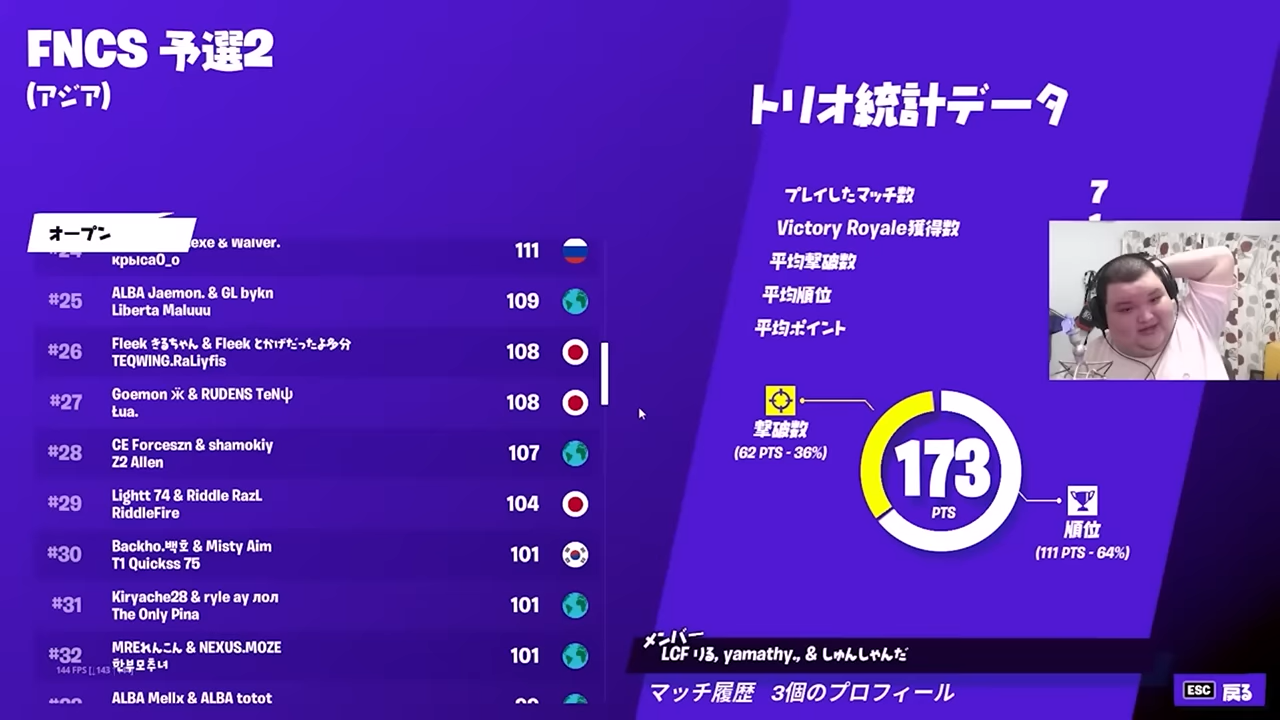 FNCS 予選2
(アジア)
オープン
exe & Walver.
крыса0_o
111
#25
ALBA Jaemon. & GL bykn
Liberta Maluuu
109
#26
Fleek きるちゃん & Fleek とかげだったよ多分
TEQWING.RaLiyfis
108
#27
Goemon ӝ & RUDENS TeNψ
Łua.
108
#28
CE Forceszn & shamokiy
Z2 Allen
107
#29
Lightt 74 & Riddle RazL
RiddleFire
104
#30
Backho.백호 & Misty Aim
T1 Quickss 75
101
#31
Kiryache28 & ryle ay лол
The Only Pina
101
#32
MREれんこん & NEXUS.MOZE
101
144 FPS
ALBA Mellx & ALBA totot
トリオ統計データ
プレイしたマッチ数
7
Victory Royale獲得数
平均撃破数
平均順位
平均ポイント
撃破数
(62 PTS - 36%)
173
PTS
順位
(111 PTS - 64%)
メンバー
LCF りる, yamathy., & しゅんしゃんだ
マッチ履歴 3個のプロフィール
ESC 戻る